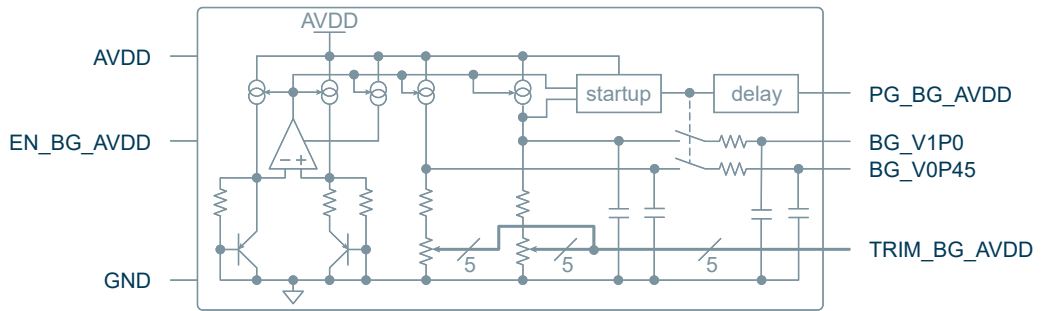 AVDD
AVDD
startup
delay
PG_BG_AVDD
EN_BG_AVDD
BG_V1P0
− +
BG_V0P45
5
5
5
TRIM_BG_AVDD
GND